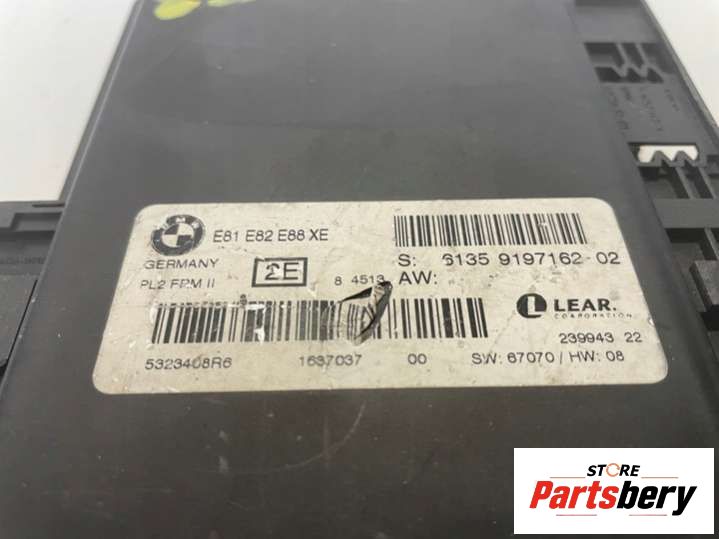 BMW
E81 E82 E88 XE
GERMANY
PL2 FRM II
2E
8 4513
S: 6135 9197162-02
AW:
LEAR.
CORPORATION
239943 22
5323408R6 1637037 00 SW: 67070 / HW: 08
STORE
Partsbery